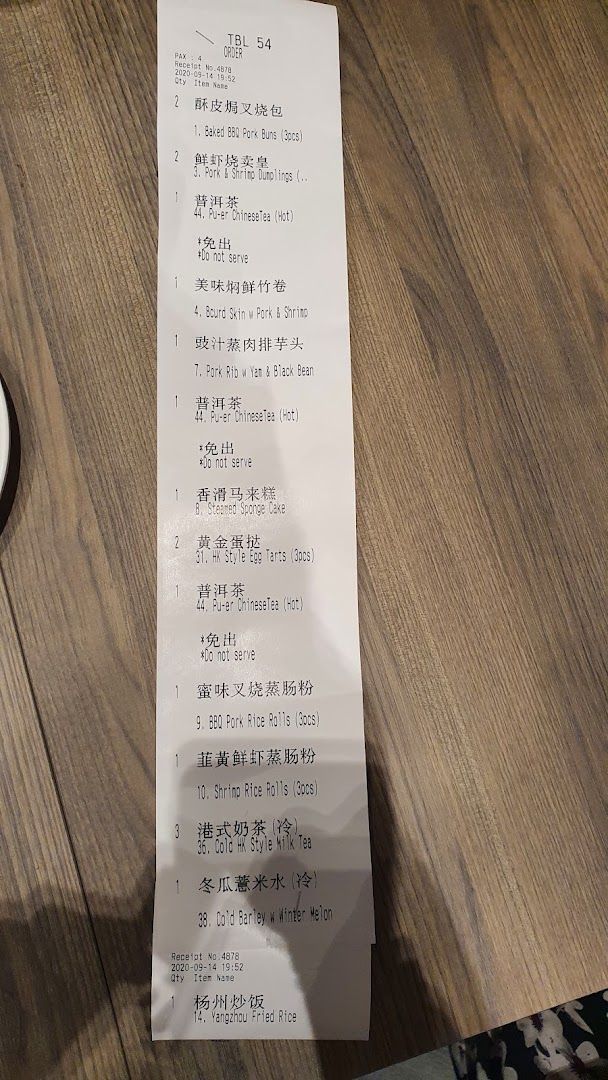 TBL 54
ORDER
PAX : 4
Receipt No.4878
2020-09-14 19:52
Qty Item Name
2 酥皮焗叉烧包
1. Baked BBQ Pork Buns (3pcs)
2 鲜虾烧卖皇
3. Pork & Shrimp Dumplings (..
1 普洱茶
44. Pu-er ChineseTea (Hot)
*免出
*Do not serve
1 美味焖鲜竹卷
4. Bcurd Skin w Pork & Shrimp
1 豉汁蒸肉排芋头
7. Pork Rib w Yam & Black Bean
1 普洱茶
44. Pu-er ChineseTea (Hot)
*免出
*Do not serve
1 香滑马来糕
8. Steamed Sponge Cake
2 黄金蛋挞
31. HK Style Egg Tarts (3pcs)
1 普洱茶
44. Pu-er ChineseTea (Hot)
*免出
*Do not serve
1 蜜味叉烧蒸肠粉
9. BBQ Pork Rice Rolls (3pcs)
1 韮黄鲜虾蒸肠粉
10. Shrimp Rice Rolls (3pcs)
3 港式奶茶(冷)
36. Cold HK Style Milk Tea
1 冬瓜薏米水(冷)
38. Cold Barley w Winter Melon
Receipt No.4878
2020-09-14 19:52
Qty Item Name
1 杨州炒饭
14. Yangzhou Fried Rice